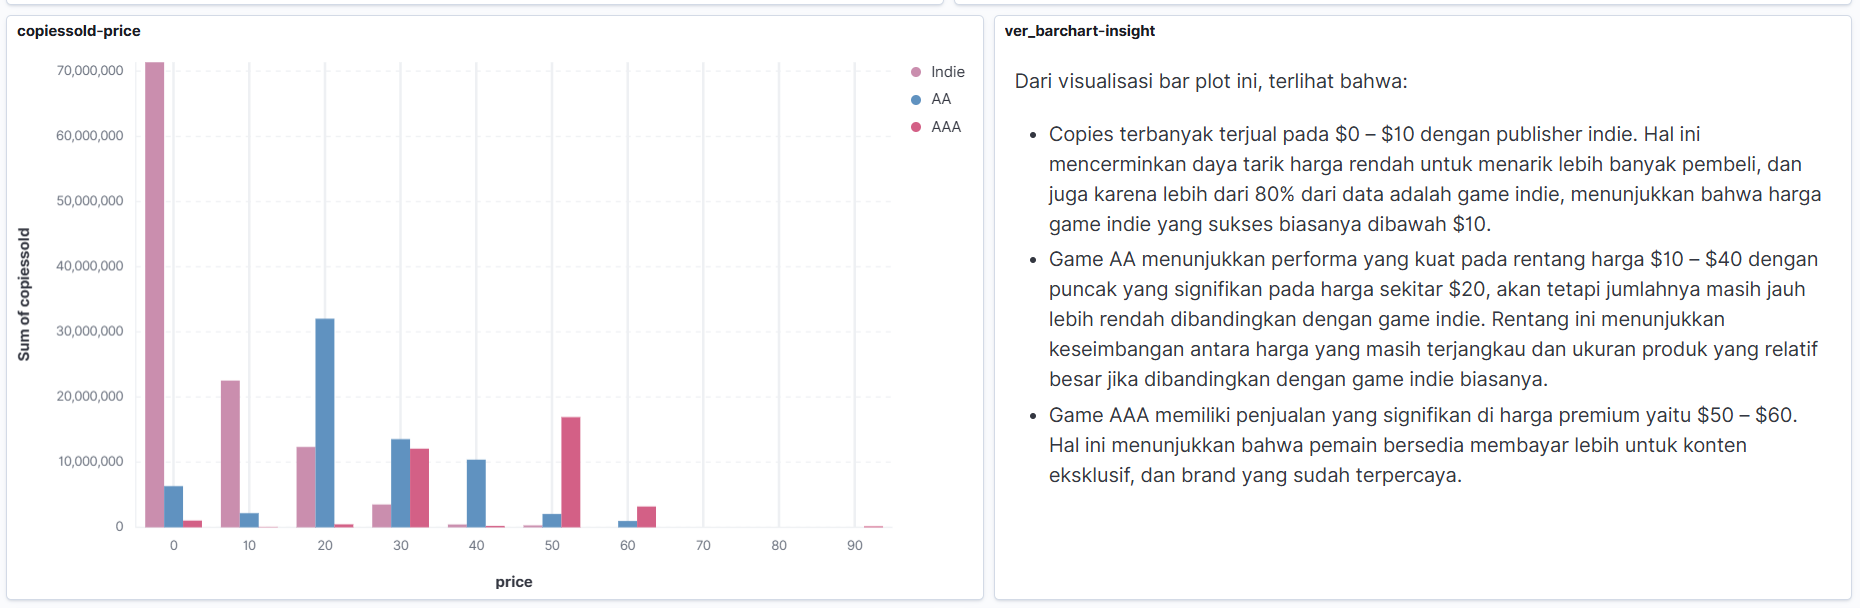 copiessold-price
70,000,000
60,000,000
50,000,000
40,000,000
30,000,000
20,000,000
10,000,000
0
Sum of copiessold
0 10 20 30 40 50 60 70 80 90
price
Indie
AA
AAA
ver_barchart-insight
Dari visualisasi bar plot ini, terlihat bahwa:
• Copies terbanyak terjual pada $0 – $10 dengan publisher indie. Hal ini
mencerminkan daya tarik harga rendah untuk menarik lebih banyak pembeli, dan
juga karena lebih dari 80% dari data adalah game indie, menunjukkan bahwa harga
game indie yang sukses biasanya dibawah $10.
• Game AA menunjukkan performa yang kuat pada rentang harga $10 – $40 dengan
puncak yang signifikan pada harga sekitar $20, akan tetapi jumlahnya masih jauh
lebih rendah dibandingkan dengan game indie. Rentang ini menunjukkan
keseimbangan antara harga yang masih terjangkau dan ukuran produk yang relatif
besar jika dibandingkan dengan game indie biasanya.
• Game AAA memiliki penjualan yang signifikan di harga premium yaitu $50 – $60.
Hal ini menunjukkan bahwa pemain bersedia membayar lebih untuk konten
eksklusif, dan brand yang sudah terpercaya.